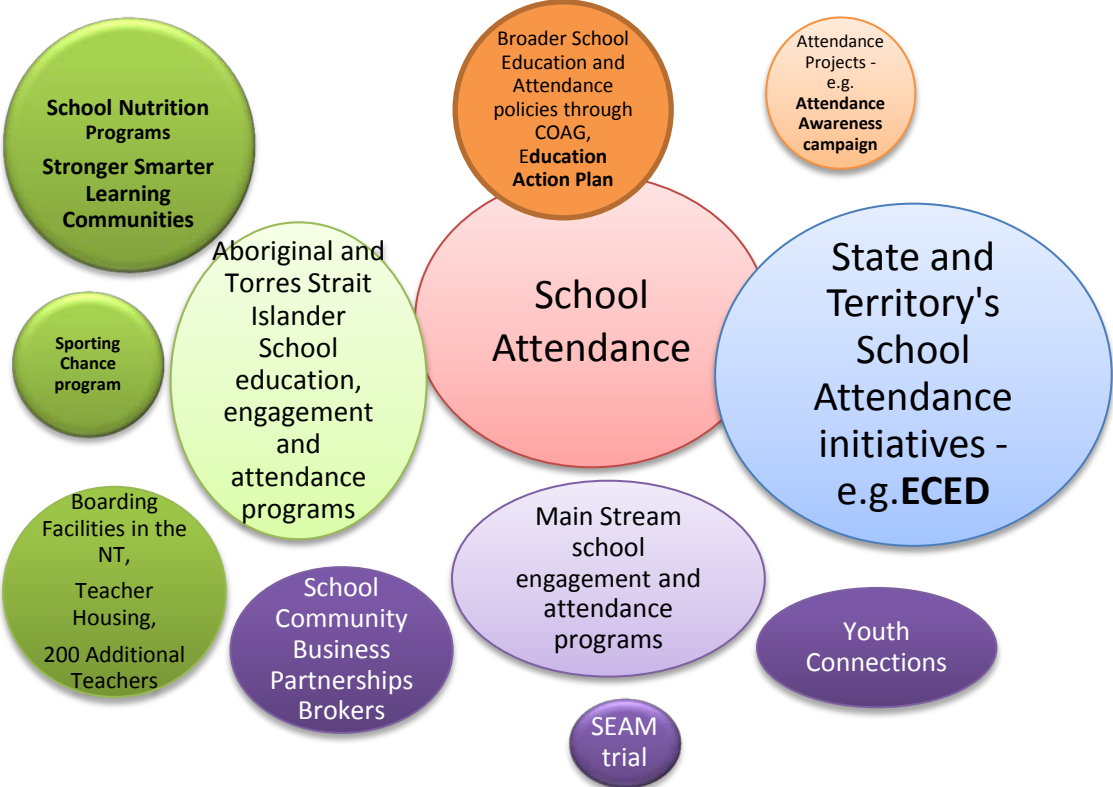 School Nutrition
Programs
Stronger Smarter
Learning
Communities
Broader School
Education and
Attendance
policies through
COAG,
Education
Action Plan
Attendance
Projects -
e.g.
Attendance
Awareness
campaign
Aboriginal and
Torres Strait
Islander
School
education,
engagement
and
attendance
programs
School
Attendance
State and
Territory's
School
Attendance
initiatives -
e.g.ECED
Sporting
Chance
program
Boarding
Facilities in the
NT,
Teacher
Housing,
200 Additional
Teachers
School
Community
Business
Partnerships
Brokers
Main Stream
school
engagement and
attendance
programs
Youth
Connections
SEAM
trial